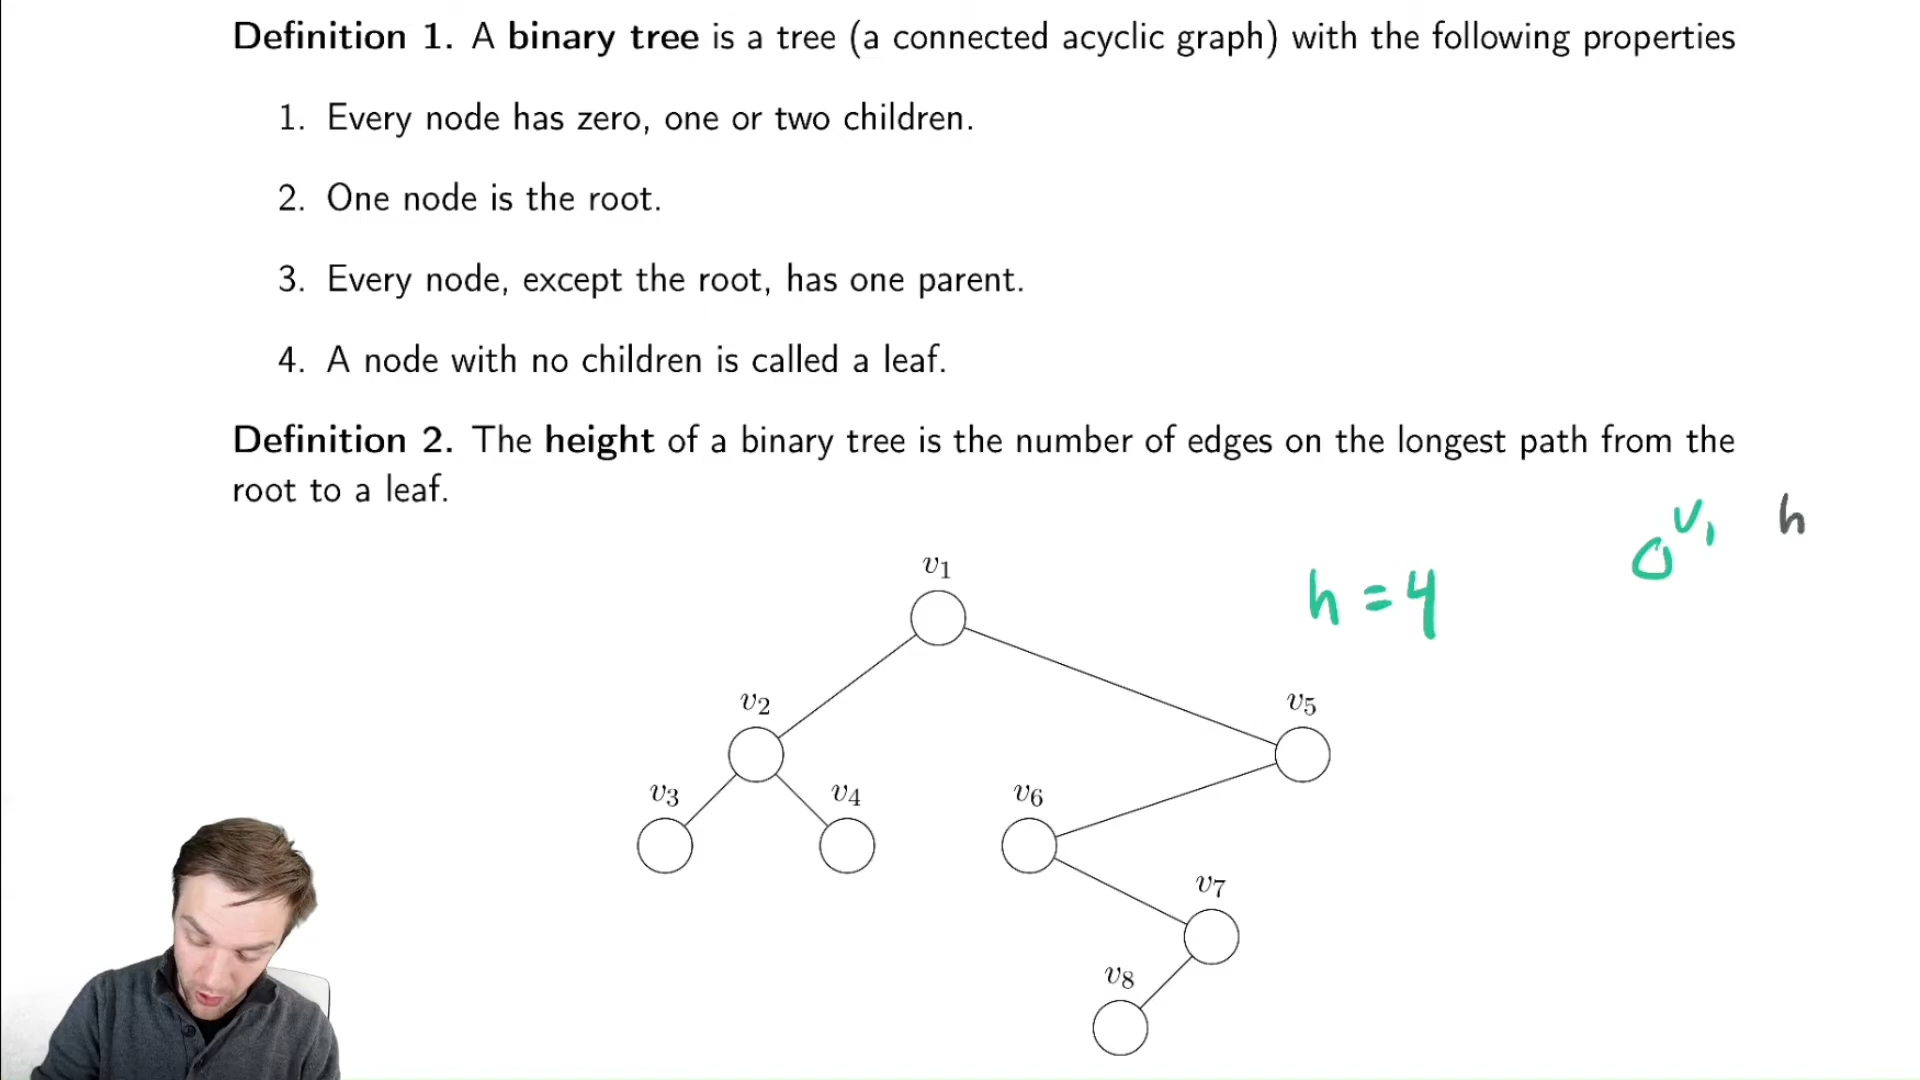 Definition 1. A binary tree is a tree (a connected acyclic graph) with the following properties
1. Every node has zero, one or two children.
2. One node is the root.
3. Every node, except the root, has one parent.
4. A node with no children is called a leaf.
Definition 2. The height of a binary tree is the number of edges on the longest path from the
root to a leaf.
v1 h
v1
h = 4
v2
v5
v3
v4
v6
v7
v8